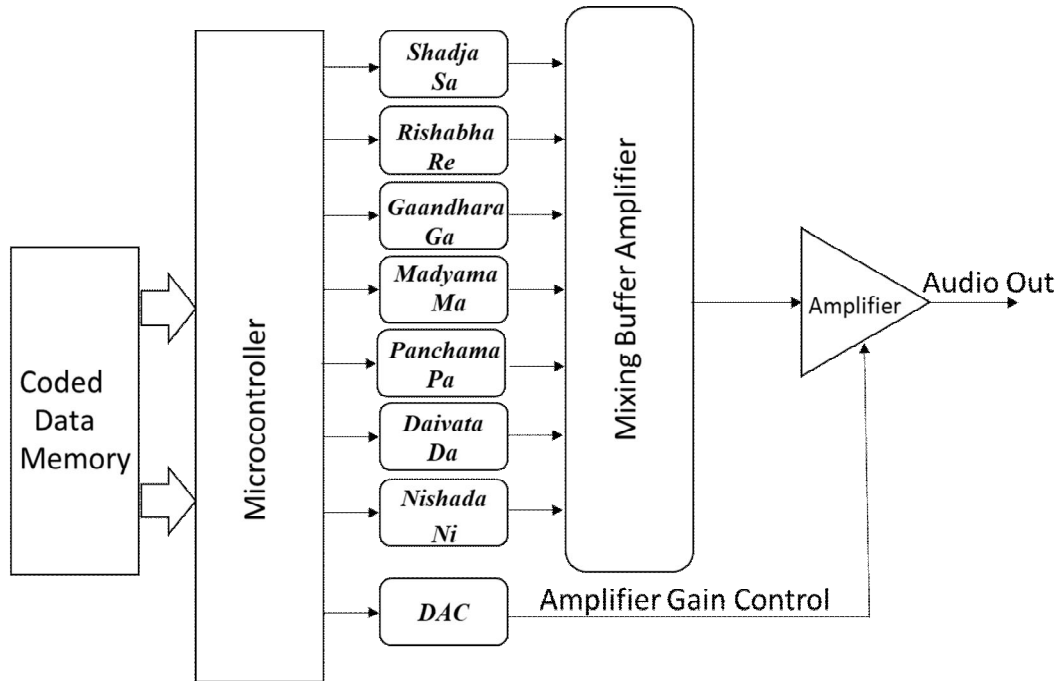 Coded
Data
Memory
Microcontroller
Shadja
Sa
Rishabha
Re
Gaandhara
Ga
Madyama
Ma
Panchama
Pa
Daivata
Da
Nishada
Ni
DAC
Mixing Buffer Amplifier
Amplifier Gain Control
Amplifier
Audio Out